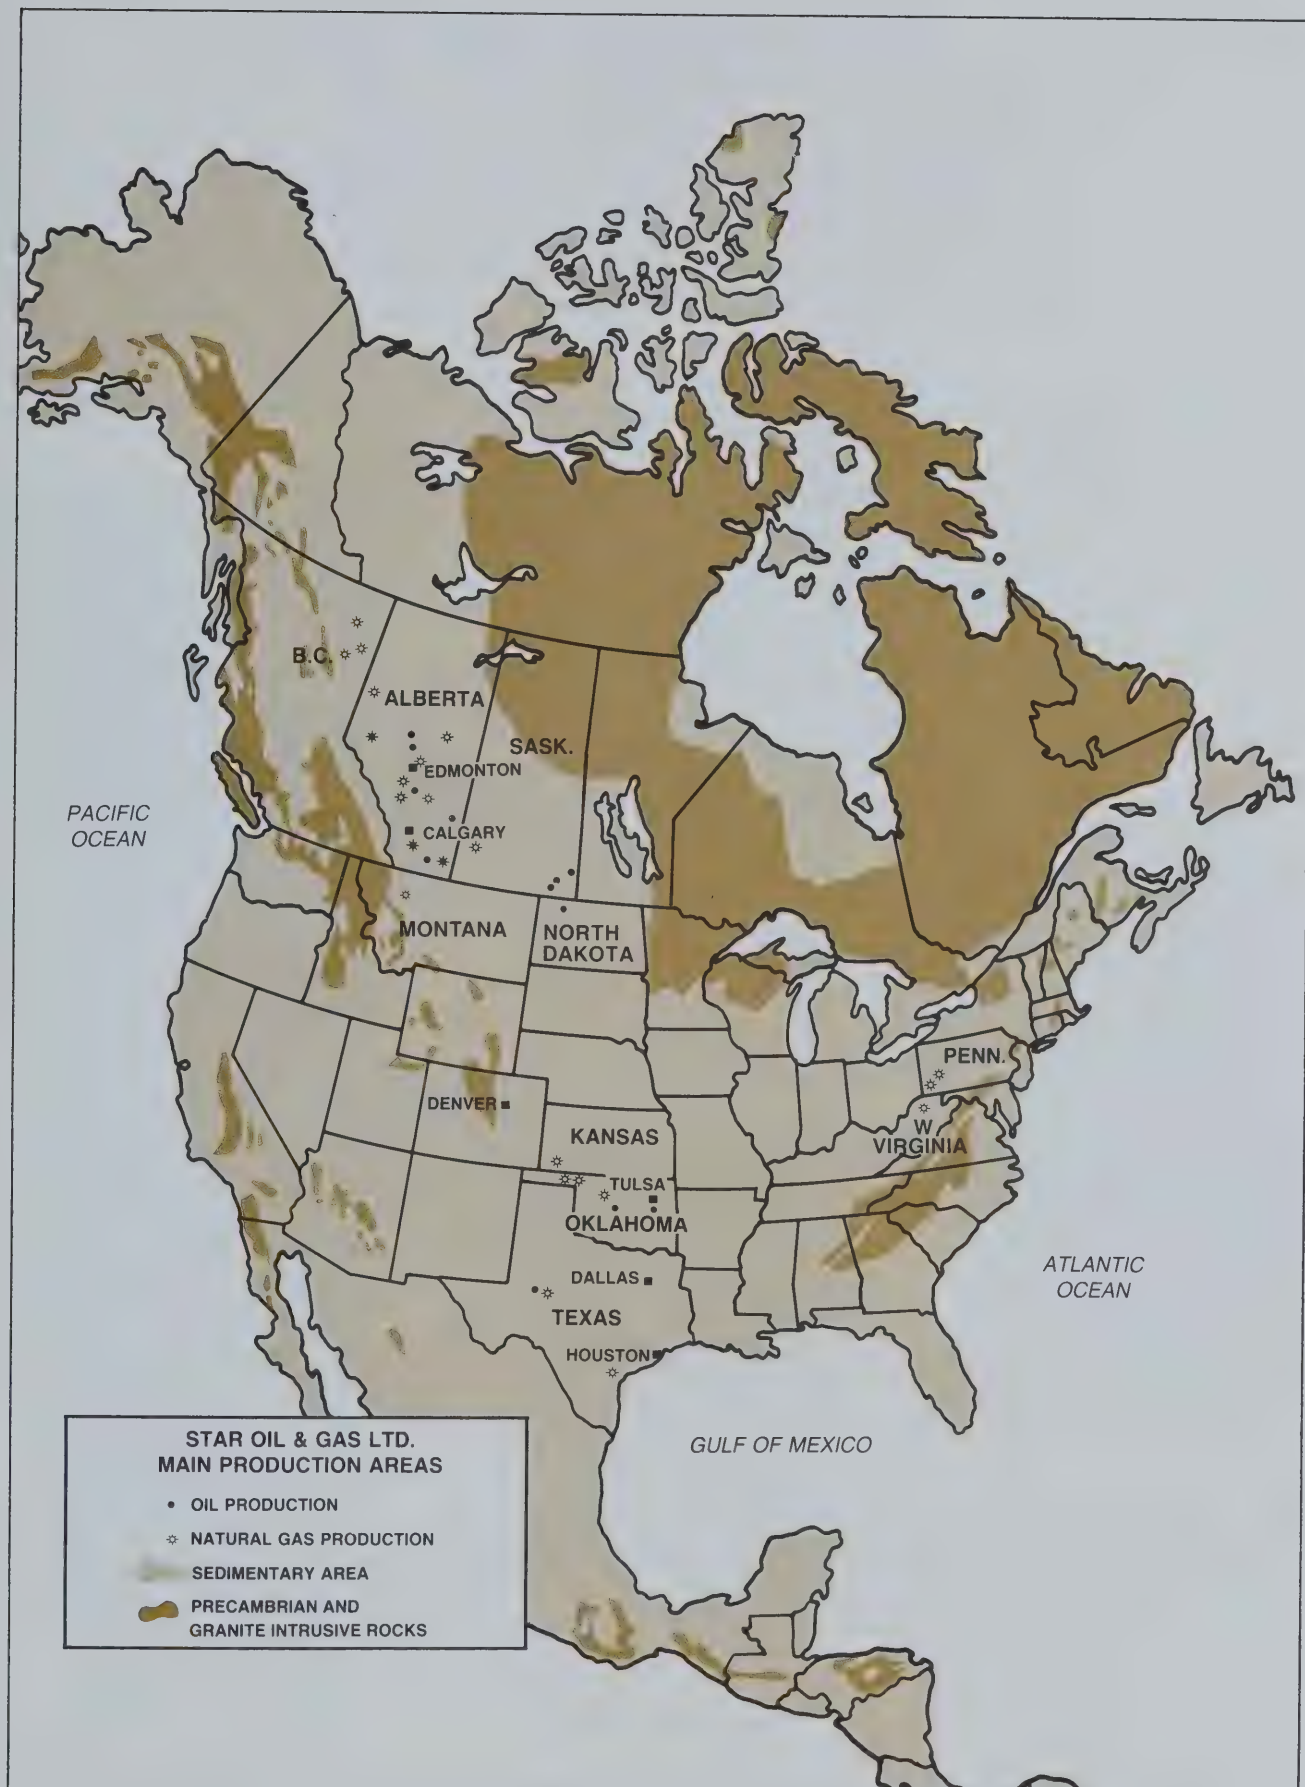 B.C.
ALBERTA
SASK.
EDMONTON
CALGARY
PACIFIC
OCEAN
MONTANA
NORTH
DAKOTA
PENN.
DENVER
W
VIRGINIA
KANSAS
TULSA
OKLAHOMA
DALLAS
ATLANTIC
OCEAN
TEXAS
HOUSTON
GULF OF MEXICO
STAR OIL & GAS LTD.
MAIN PRODUCTION AREAS
OIL PRODUCTION
NATURAL GAS PRODUCTION
SEDIMENTARY AREA
PRECAMBRIAN AND
GRANITE INTRUSIVE ROCKS